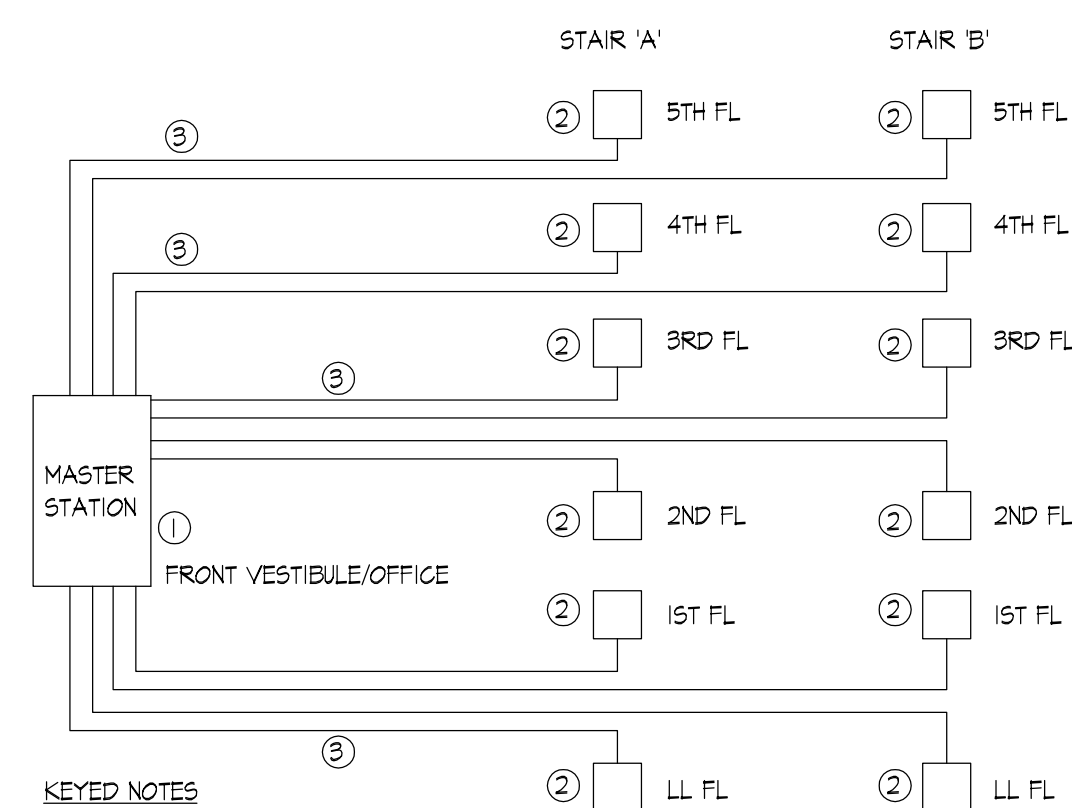 STAIR 'A' STAIR 'B'
2 5TH FL 2 5TH FL
3
2 4TH FL 2 4TH FL
3
2 3RD FL 2 3RD FL
3
MASTER
STATION
1
FRONT VESTIBULE/OFFICE
2 2ND FL 2 2ND FL
2 1ST FL 2 1ST FL
3
2 LL FL 2 LL FL
KEYED NOTES